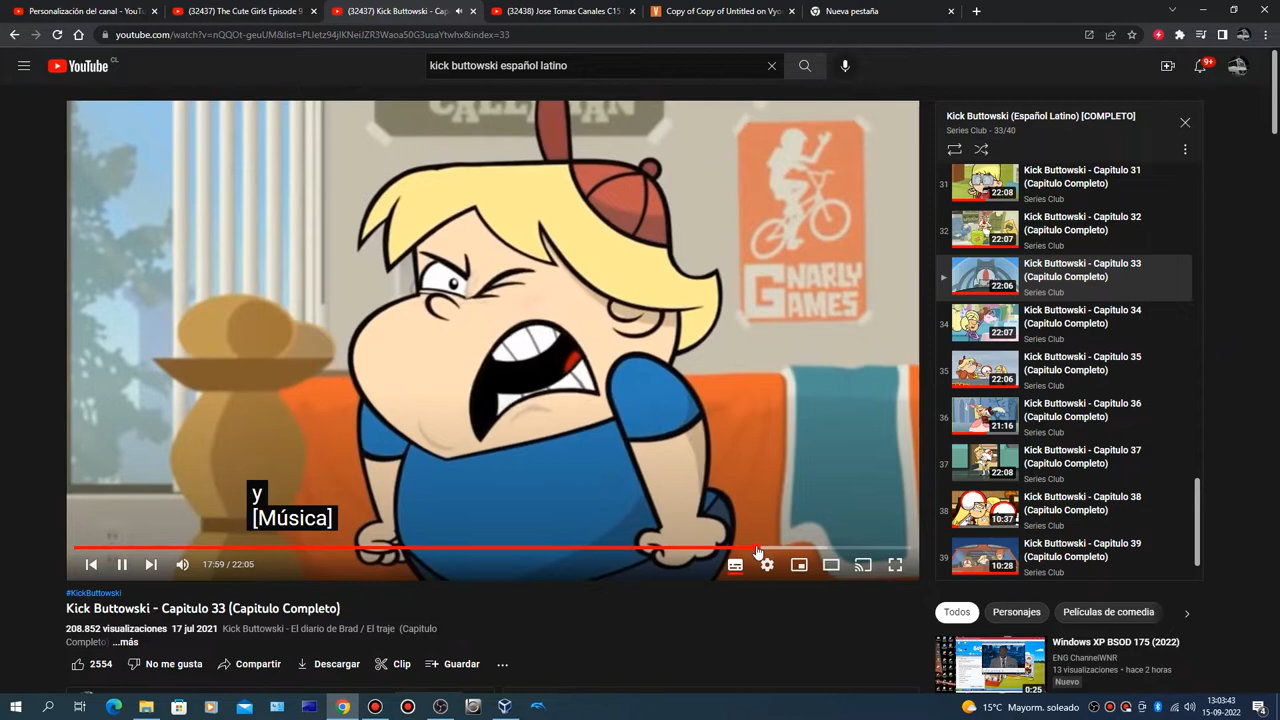 Personalización del canal - YouTu
(32437) The Cute Girls Episode 9
(32437) Kick Buttowski - Cap
(32438) Jose Tomas Canales
Copy of Copy of Untitled on Vy
Nueva pestaña
youtube.com/watch?v=nQQOt-geuUM&list=PLletz94jlKNeiJZR3Waoa50G3usaYtwhx&index=33
YouTube CL
kick buttowski español latino
9+
GNARLY
GAMES
y
[Música]
17:59 / 22:05
#KickButtowski
Kick Buttowski - Capitulo 33 (Capitulo Completo)
208.852 visualizaciones 17 jul 2021 Kick Buttowski - El diario de Brad / El traje (Capitulo
Completo) ...más
2554 No me gusta Compartir Descargar Clip Guardar
Kick Buttowski (Español Latino) [COMPLETO]
Series Club - 33/40
31
22:08
Kick Buttowski - Capitulo 31
(Capitulo Completo)
Series Club
32
22:07
Kick Buttowski - Capitulo 32
(Capitulo Completo)
Series Club
22:06
Kick Buttowski - Capitulo 33
(Capitulo Completo)
Series Club
34
22:07
Kick Buttowski - Capitulo 34
(Capitulo Completo)
Series Club
35
22:06
Kick Buttowski - Capitulo 35
(Capitulo Completo)
Series Club
36
21:16
Kick Buttowski - Capitulo 36
(Capitulo Completo)
Series Club
37
22:08
Kick Buttowski - Capitulo 37
(Capitulo Completo)
Series Club
38
10:37
Kick Buttowski - Capitulo 38
(Capitulo Completo)
Series Club
39
10:28
Kick Buttowski - Capitulo 39
(Capitulo Completo)
Series Club
Todos Personajes Películas de comedia
0:25
Windows XP BSOD 175 (2022)
ENG ChannelWNR
13 visualizaciones • hace 2 horas
Nuevo
15°C Mayorm. soleado
13:03:43
15-09-2022